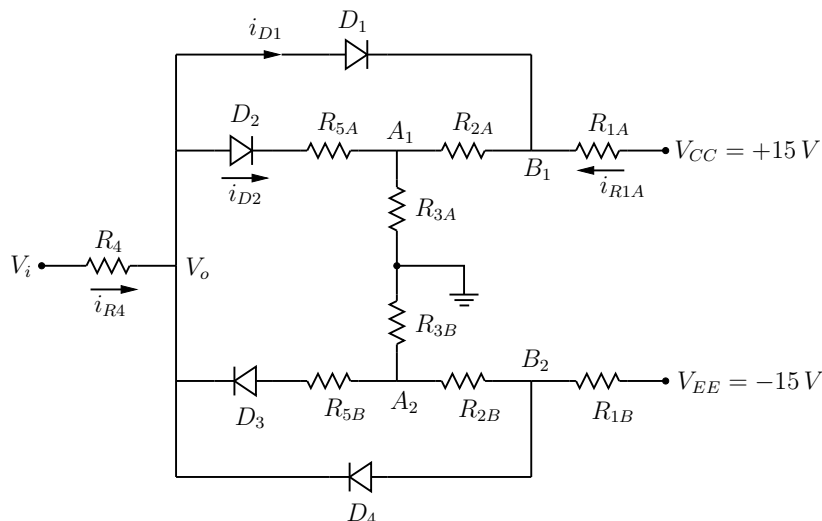 i_{D1}
D_1
D_2
R_{5A}
A_1
R_{2A}
R_{1A}
V_{CC} = +15 V
B_1
i_{D2}
i_{R1A}
R_{3A}
R_4
V_i
V_o
i_{R4}
R_{3B}
B_2
V_{EE} = −15 V
D_3
R_{5B}
A_2
R_{2B}
R_{1B}
D_4